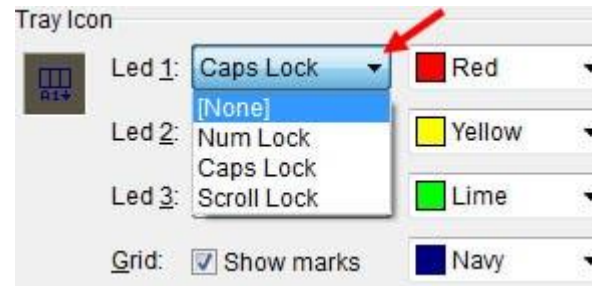 Tray Icon
Led 1: Caps Lock Red
[None]
Led 2: Num Lock Yellow
Caps Lock
Led 3: Scroll Lock Lime
Grid: Show marks Navy
A1